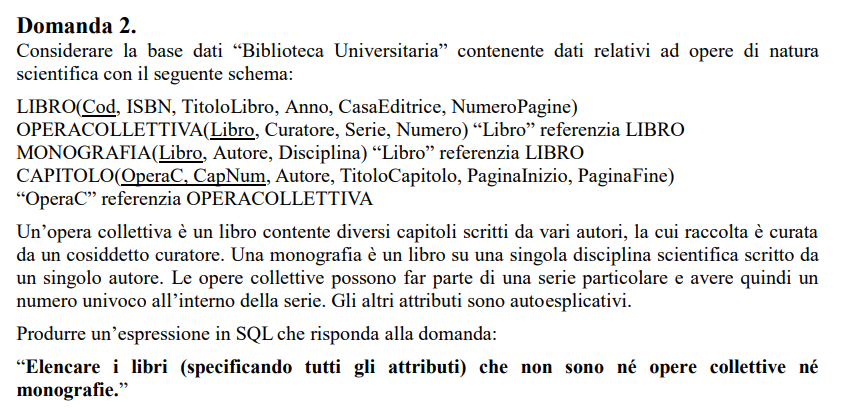 Domanda 2.
Considerare la base dati “Biblioteca Universitaria” contenente dati relativi ad opere di natura
scientifica con il seguente schema:
LIBRO(Cod, ISBN, TitoloLibro, Anno, CasaEditrice, NumeroPagine)
OPERACOLLETTIVA(Libro, Curatore, Serie, Numero) “Libro” referenzia LIBRO
MONOGRAFIA(Libro, Autore, Disciplina) “Libro” referenzia LIBRO
CAPITOLO(OperaC, CapNum, Autore, TitoloCapitolo, PaginaInizio, PaginaFine)
“OperaC” referenzia OPERACOLLETTIVA
Un’opera collettiva è un libro contente diversi capitoli scritti da vari autori, la cui raccolta è curata
da un cosiddetto curatore. Una monografia è un libro su una singola disciplina scientifica scritto da
un singolo autore. Le opere collettive possono far parte di una serie particolare e avere quindi un
numero univoco all’interno della serie. Gli altri attributi sono autoesplicativi.
Produrre un’espressione in SQL che risponda alla domanda:
“Elencare i libri (specificando tutti gli attributi) che non sono né opere collettive né
monografie.”